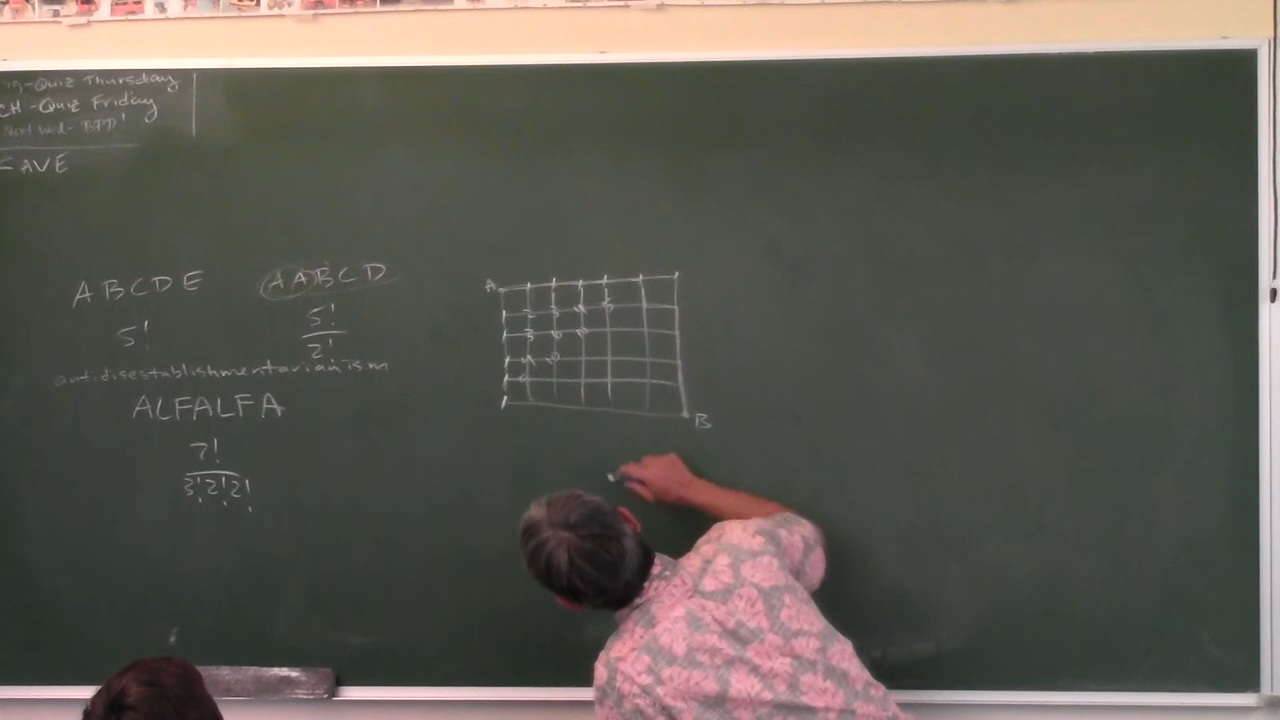 -Quiz Thursday
CH -Quiz Friday
AVE
ABCDE
5!
AABCD
5!
2!
antidisestablishmentarianism
ALFALFA
7!
3!2!2!
A
B